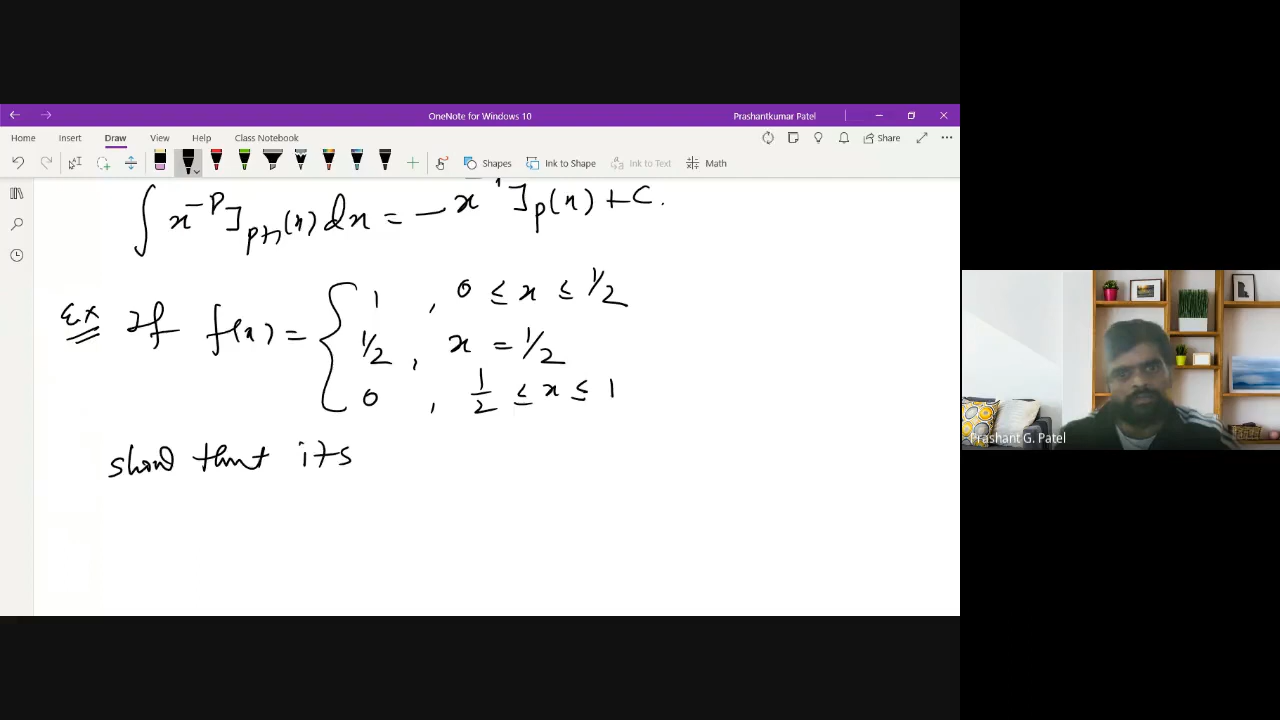 OneNote for Windows 10
Prashantkumar Patel
Home Insert Draw View Help Class Notebook
Share
Shapes Ink to Shape Ink to Text Math
∫ x^-P J_p+1(x) dx = - x J_p(x) + C.
Ex If f(x) = { 1 , 0 ≤ x ≤ 1/2
1/2 , x = 1/2
0 , 1/2 ≤ x ≤ 1
show that its
Prashant G. Patel